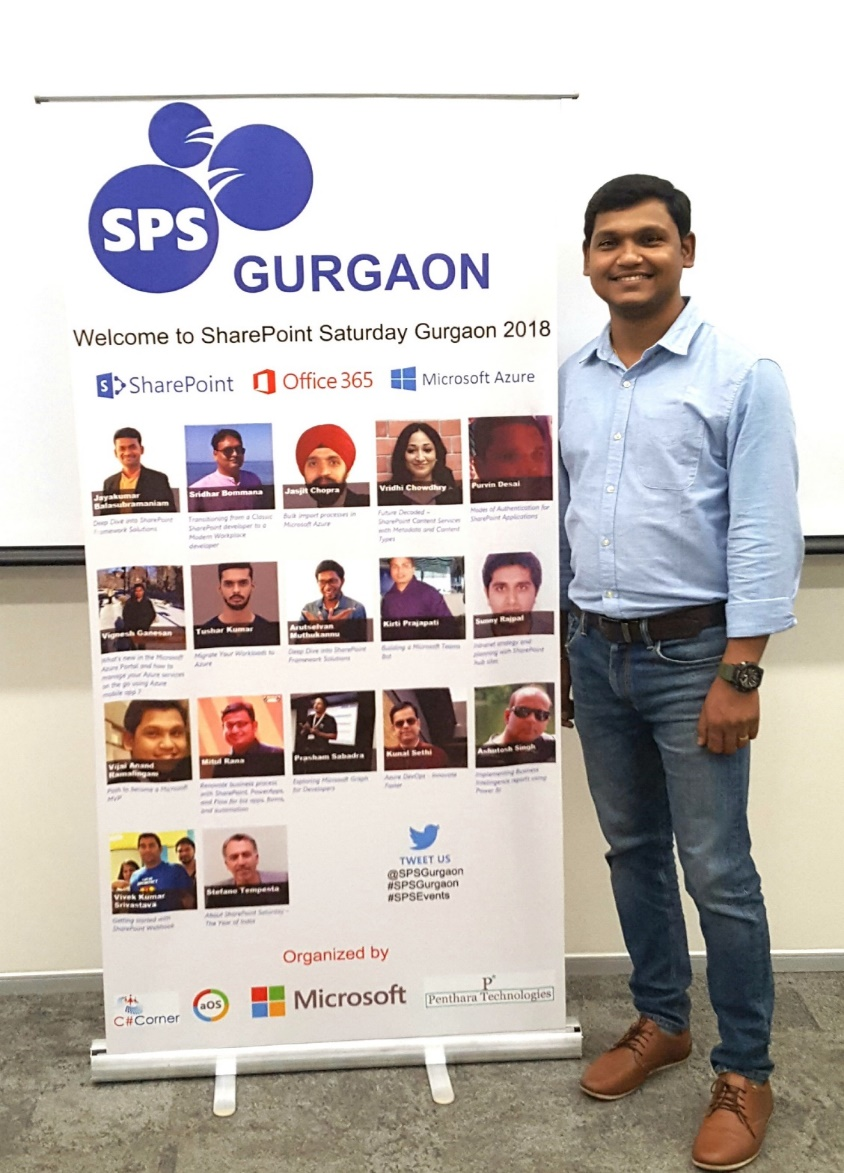 SPS
GURGAON
Welcome to SharePoint Saturday Gurgaon 2018
S SharePoint Office 365 Microsoft Azure
Jayakumar
Balasubramaniam
Deep Dive into SharePoint
Framework Solutions
Sridhar Bommana
Transitioning from a Classic
SharePoint developer to a
Modern Workplace
developer
Jasjit Chopra
Bulk import processes in
Microsoft Azure
Vridhi Chowdhry
Future Decoded –
SharePoint Content Services
with Metadata and Content
Types
Purvin Desai
Modes of Authentication for
SharePoint Applications
Vignesh Ganesan
What's new in the Microsoft
Azure Portal and how to
manage your Azure services
on the go using Azure
mobile app ?
Tushar Kumar
Migrate Your Workloads to
Azure
Arutselvan
Muthukannu
Deep Dive into SharePoint
Framework Solutions
Kirti Prajapati
Building a Microsoft Teams
Bot
Sunny Rajpal
Intranet strategy and
planning with SharePoint
hub sites
Vijai Anand
Ramalingam
Path to become a Microsoft
MVP
Mitul Rana
Renovate business process
with SharePoint, PowerApps,
and Flow for biz apps, forms,
and automation
Prasham Sabadra
Exploring Microsoft Graph
for Developers
Kunal Sethi
Azure DevOps - Innovate
Faster
Ashutosh Singh
Implementing Business
Intelligence reports using
Power BI
Vivek Kumar
Srivastava
Getting started with
SharePoint
Stefano Tempesta
About SharePoint Saturday –
The Year of India
TWEET US
@SPSGurgaon
#SPSGurgaon
#SPSEvents
Organized by
C#Corner
aOS
Microsoft
P
Penthara Technologies